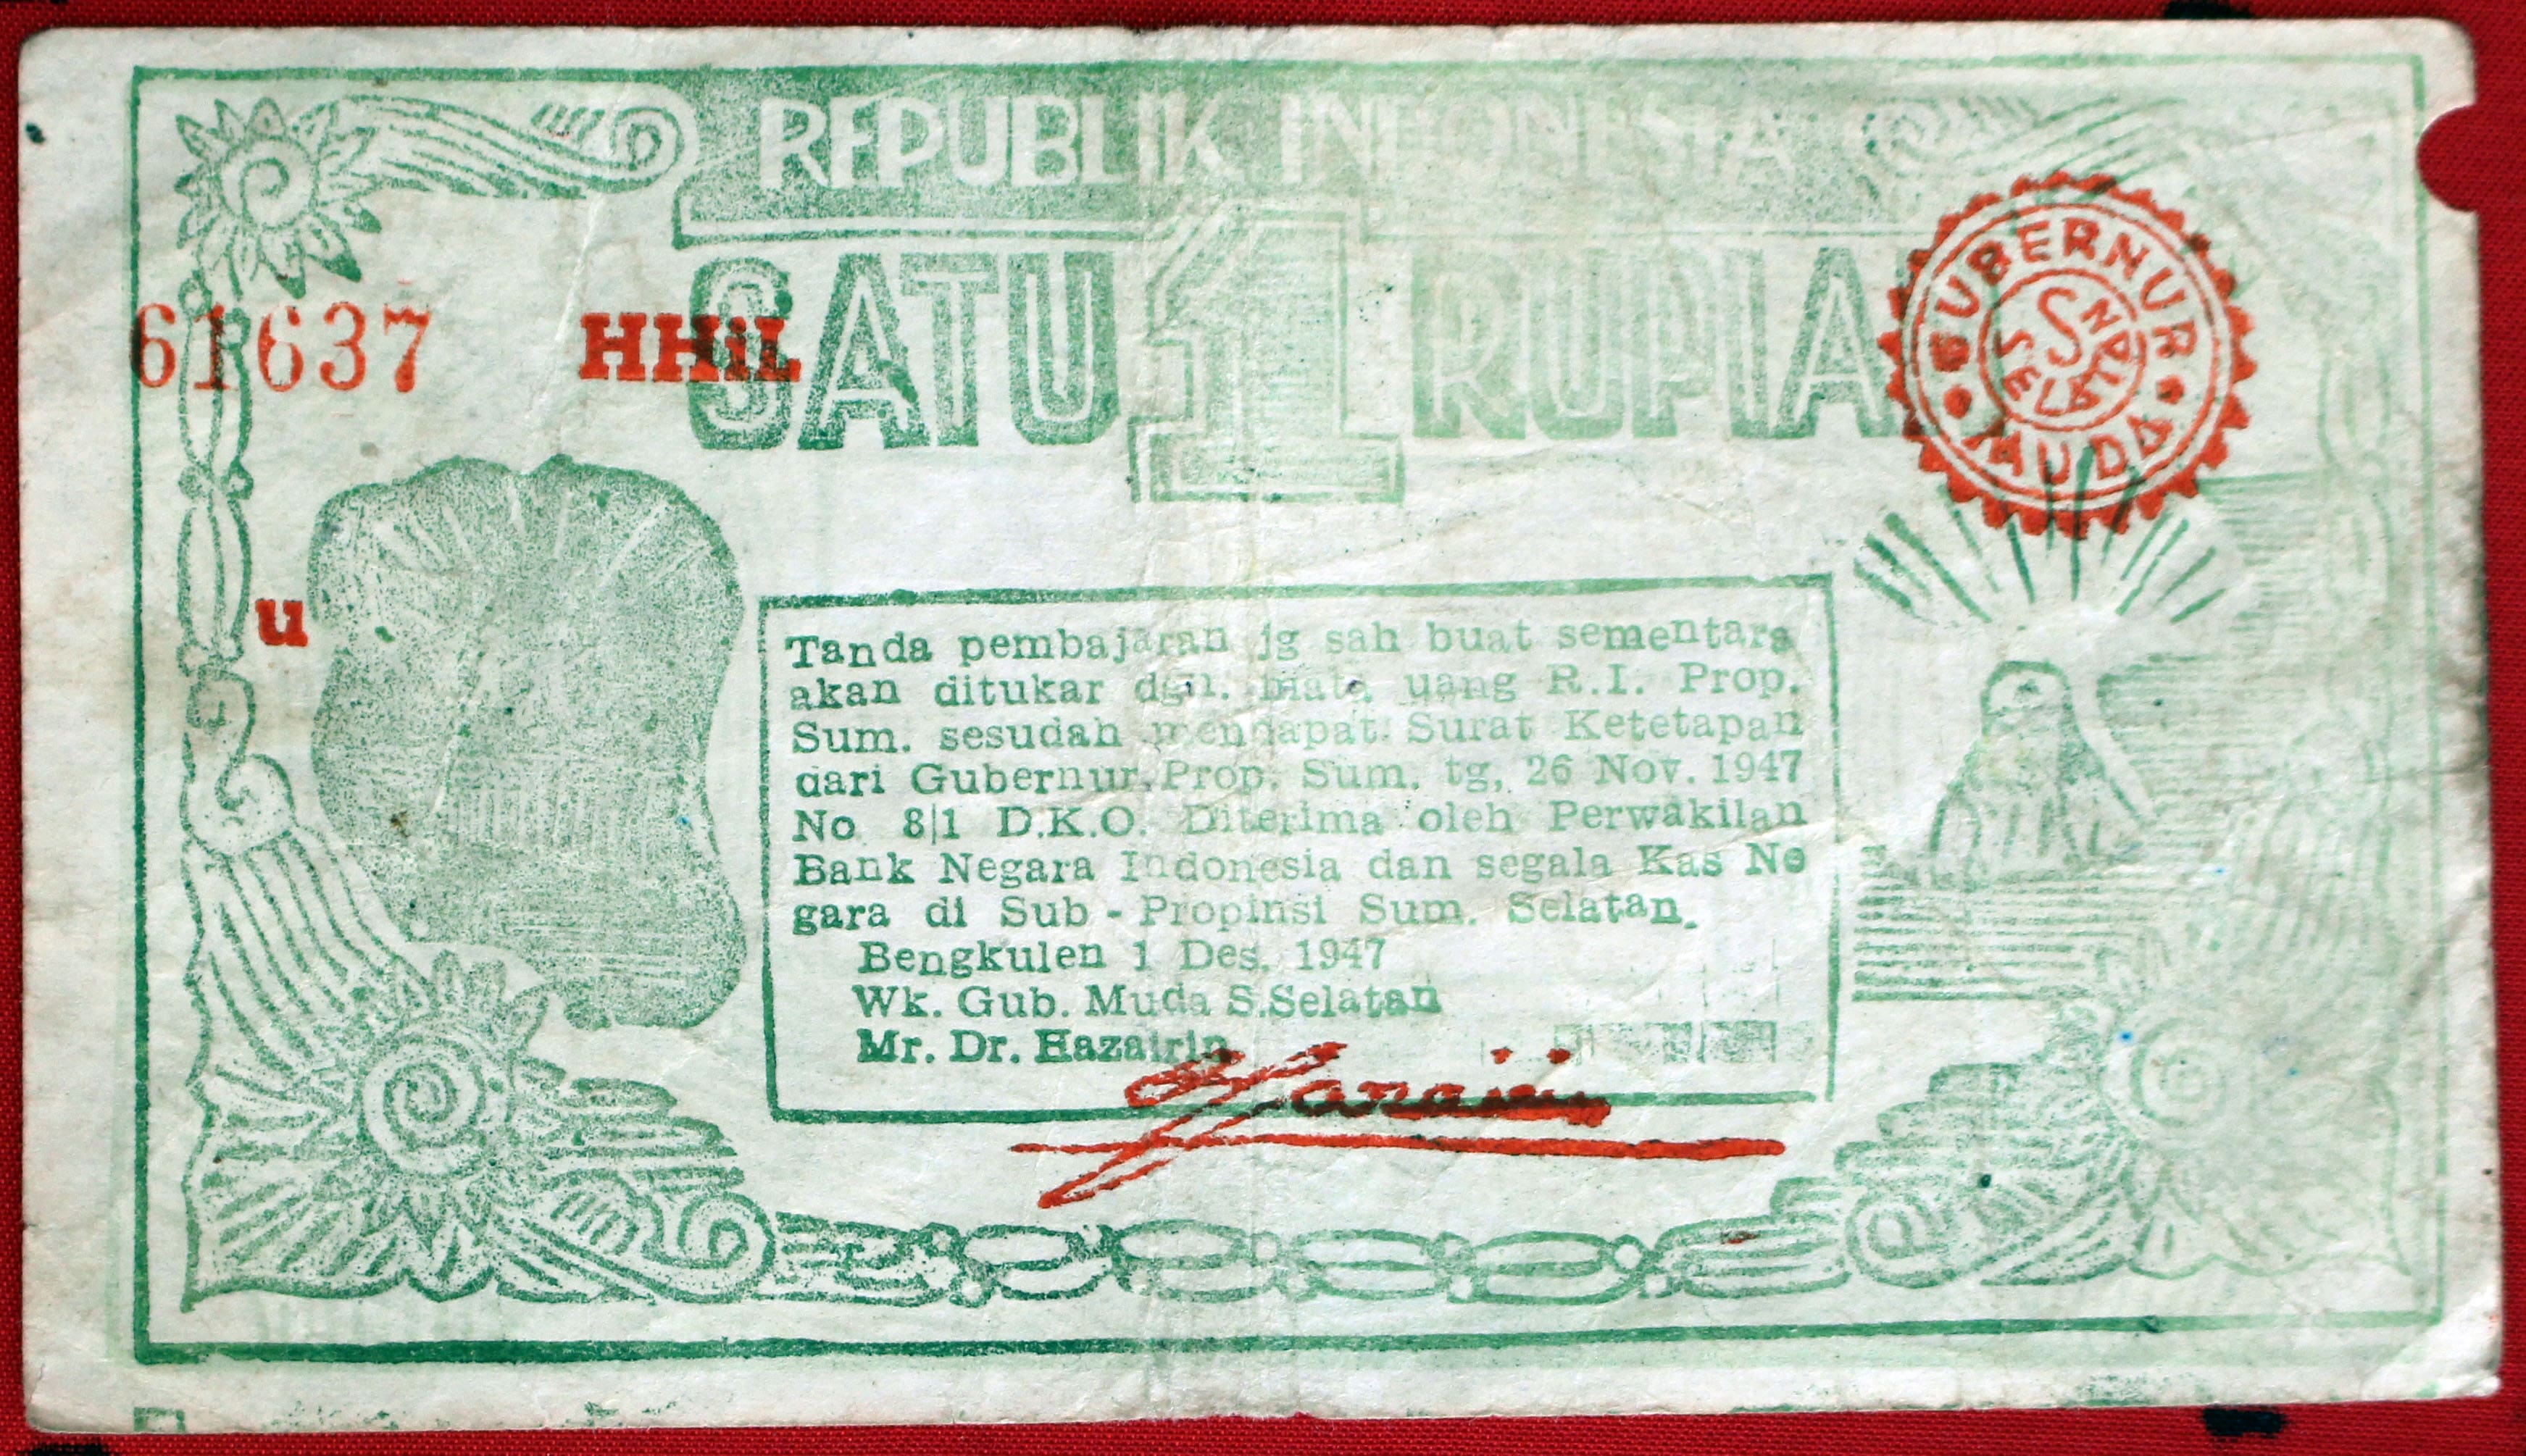 REPUBLIK INDONESIA
SATU 1 RUPIA
GUBERNUR MUDA
S
SELATAN
61637 HHiL
u
Tanda pembajaran jg sah buat sementara
akan ditukar dgn. mata uang R.I. Prop.
Sum. sesudah mendapat Surat Ketetapan
dari Gubernur Prop. Sum. tg, 26 Nov. 1947
No 8|1 D.K.O. Diterima oleh Perwakilan
Bank Negara Indonesia dan segala Kas Ne
gara di Sub - Propinsi Sum. Selatan.
Bengkulen 1 Des. 1947
Wk. Gub. Muda S.Selatan
Mr. Dr. Hazairin
Hazairin